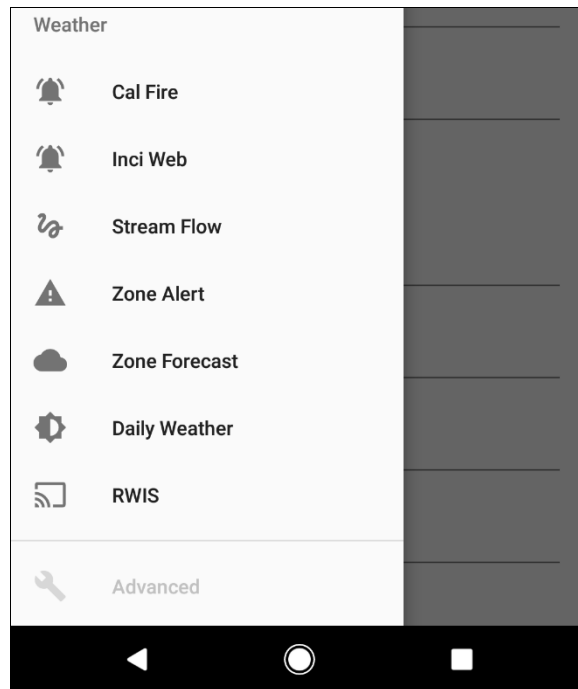 Weather
Cal Fire
Inci Web
Stream Flow
Zone Alert
Zone Forecast
Daily Weather
RWIS
Advanced